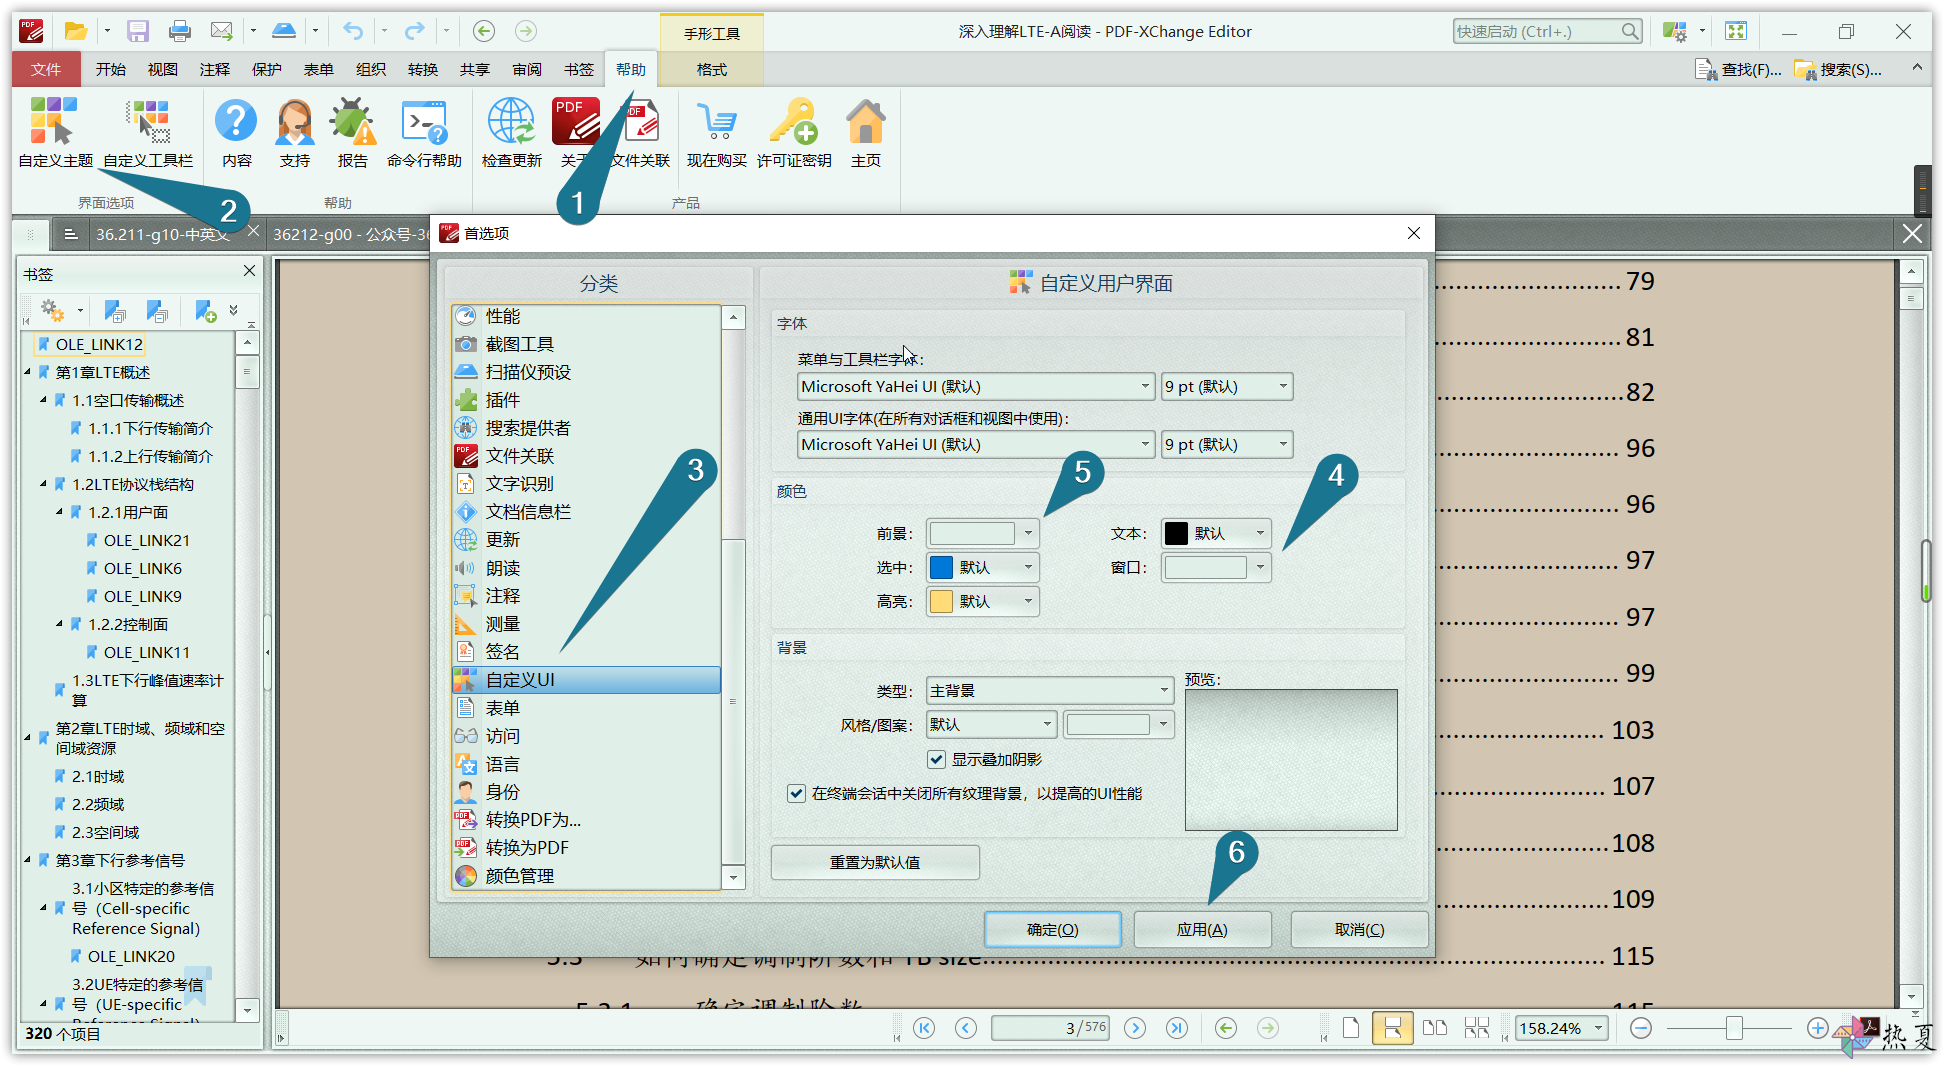 手形工具
深入理解LTE-A阅读 - PDF-XChange Editor
快速启动 (Ctrl+.)
文件 开始 视图 注释 保护 表单 组织 转换 共享 审阅 书签 帮助 格式
查找(F)... 搜索(S)...
自定义主题 自定义工具栏 内容 支持 报告 命令行帮助 检查更新 关于 文件关联 现在购买 许可证密钥 主页
界面选项 帮助 产品
1
2
36.211-g10-中英文 36212-g00 - 公众号-36
首选项
书签
OLE_LINK12
第1章LTE概述
1.1空口传输概述
1.1.1下行传输简介
1.1.2上行传输简介
1.2LTE协议栈结构
1.2.1用户面
OLE_LINK21
OLE_LINK6
OLE_LINK9
1.2.2控制面
OLE_LINK11
1.3LTE下行峰值速率计
算
第2章LTE时域、频域和空
间域资源
2.1时域
2.2频域
2.3空间域
第3章下行参考信号
3.1小区特定的参考信
号（Cell-specific
Reference Signal）
OLE_LINK20
3.2UE特定的参考信
号（UE-specific
Reference Signal）
320 个项目
分类
性能
截图工具
扫描仪预设
插件
搜索提供者
文件关联
文字识别
文档信息栏
更新
朗读
注释
测量
签名
自定义UI
表单
访问
语言
身份
转换PDF为...
转换为PDF
颜色管理
3
自定义用户界面
字体
菜单与工具栏字体:
Microsoft YaHei UI (默认) 9 pt (默认)
通用UI字体(在所有对话框和视图中使用):
Microsoft YaHei UI (默认) 9 pt (默认)
5
4
颜色
前景: 文本: 默认
选中: 默认 窗口:
高亮: 默认
背景
类型: 主背景 预览:
风格/图案: 默认
显示叠加阴影
在终端会话中关闭所有纹理背景，以提高的UI性能
重置为默认值
6
确定(O) 应用(A) 取消(C)
79
81
82
96
96
97
97
99
103
107
108
109
5.3 如何确定调制阶数和 TB size 115
5.3.1 确定调制阶数 115
3 / 576
158.24%
热夏